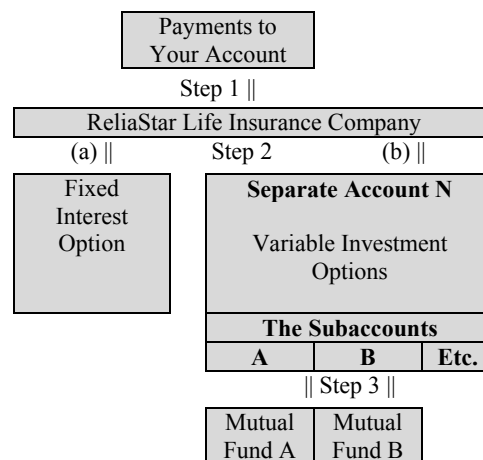 Payments to
Your Account
Step 1 ||
ReliaStar Life Insurance Company
(a) || Step 2 (b) ||
Fixed
Interest
Option
Separate Account N
Variable Investment
Options
The Subaccounts
A B Etc.
|| Step 3 ||
Mutual
Fund A
Mutual
Fund B